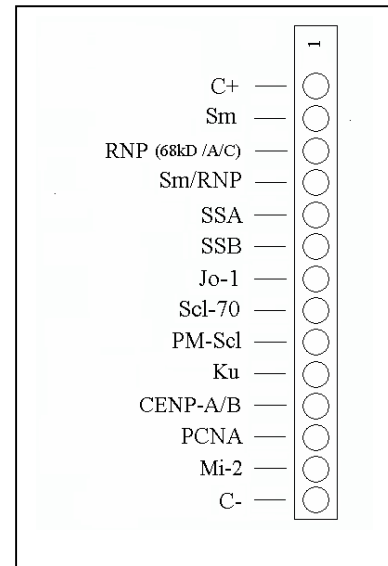 1
C+
Sm
RNP (68kD /A/C)
Sm/RNP
SSA
SSB
Jo-1
Scl-70
PM-Scl
Ku
CENP-A/B
PCNA
Mi-2
C-